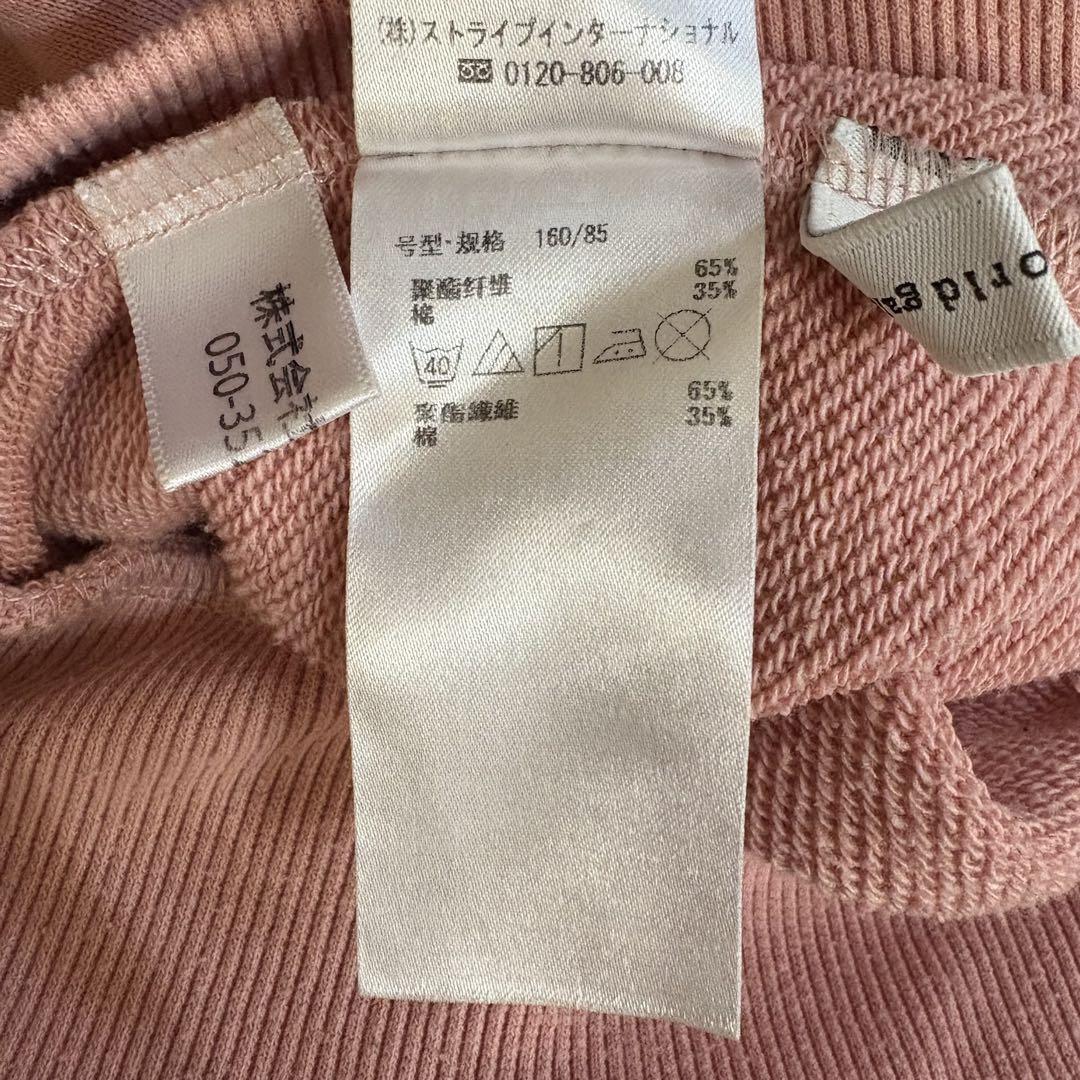 (株)ストライプインターナショナル
0120-806-008
号型·规格 160/85
聚酯纤维 65%
棉 35%
40
聚酯纖維 65%
棉 35%
株式会社
050-35
orld ga